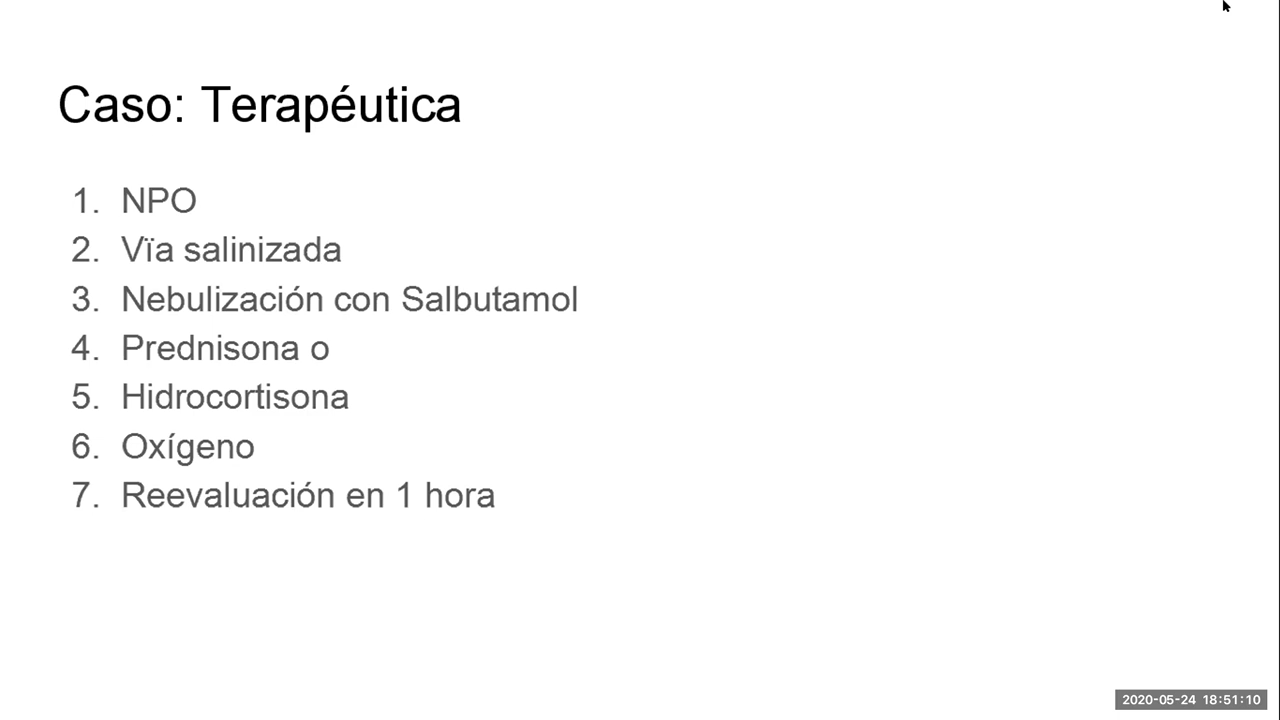 Caso: Terapéutica
1. NPO
2. Vïa salinizada
3. Nebulización con Salbutamol
4. Prednisona o
5. Hidrocortisona
6. Oxígeno
7. Reevaluación en 1 hora
2020-05-24 18:51:10